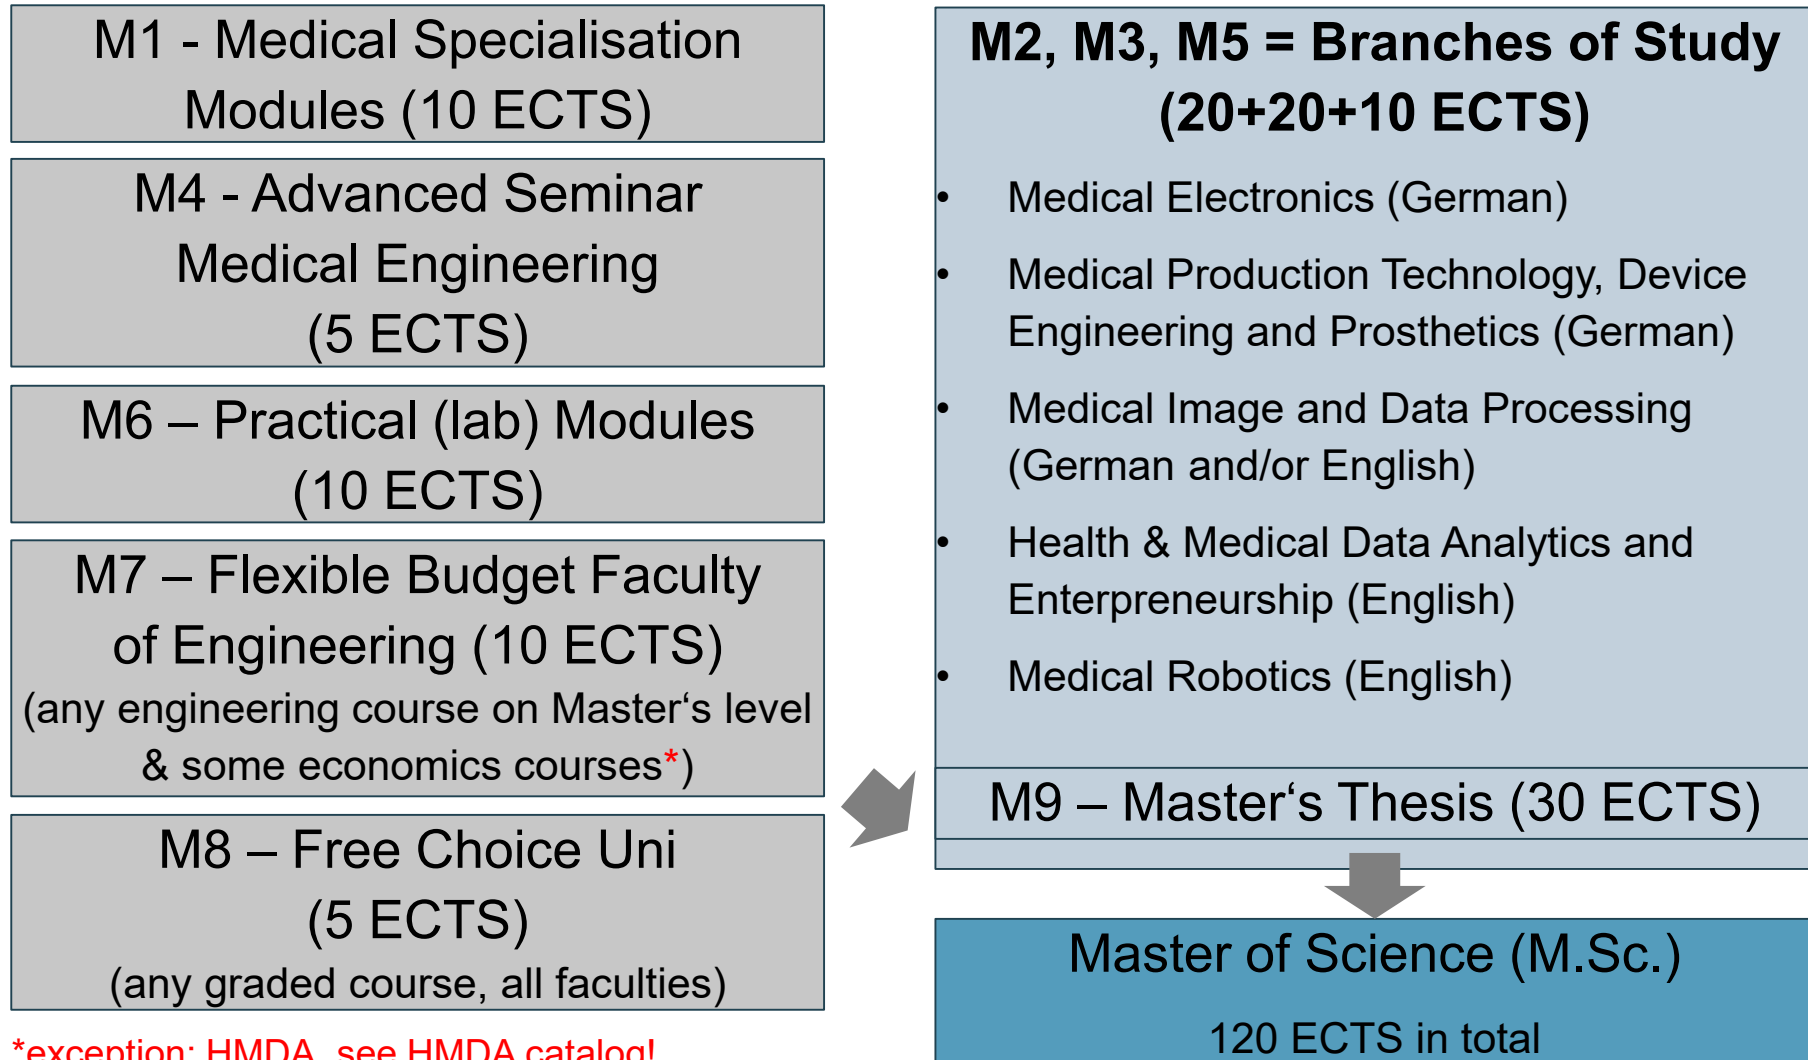 M1 - Medical Specialisation
Modules (10 ECTS)
M4 - Advanced Seminar
Medical Engineering
(5 ECTS)
M6 – Practical (lab) Modules
(10 ECTS)
M7 – Flexible Budget Faculty
of Engineering (10 ECTS)
(any engineering course on Master‘s level
& some economics courses*)
M8 – Free Choice Uni
(5 ECTS)
(any graded course, all faculties)
*exception: HMDA, see HMDA catalog!
M2, M3, M5 = Branches of Study
(20+20+10 ECTS)
• Medical Electronics (German)
• Medical Production Technology, Device
Engineering and Prosthetics (German)
• Medical Image and Data Processing
(German and/or English)
• Health & Medical Data Analytics and
Enterpreneurship (English)
• Medical Robotics (English)
M9 – Master‘s Thesis (30 ECTS)
Master of Science (M.Sc.)
120 ECTS in total